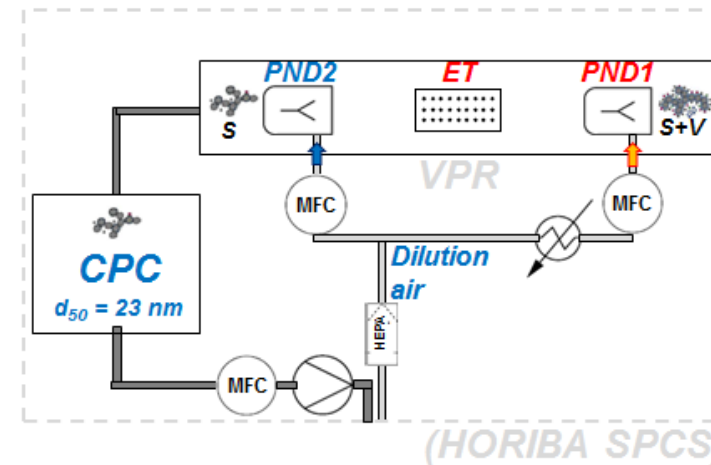 PND2
ET
PND1
S
S+V
VPR
MFC
MFC
CPC
d50 = 23 nm
Dilution
air
HEPA
MFC
(HORIBA SPCS